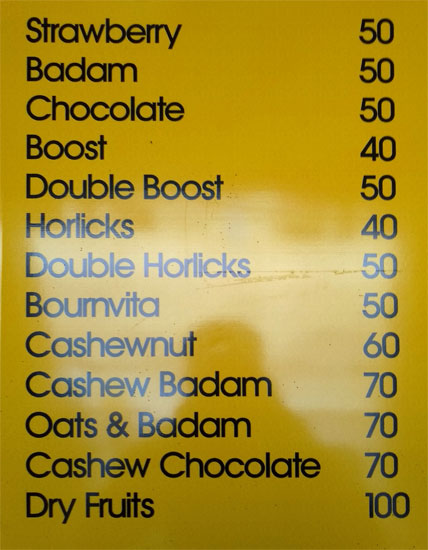 Strawberry 50
Badam 50
Chocolate 50
Boost 40
Double Boost 50
Horlicks 40
Double Horlicks 50
Bournvita 50
Cashewnut 60
Cashew Badam 70
Oats & Badam 70
Cashew Chocolate 70
Dry Fruits 100